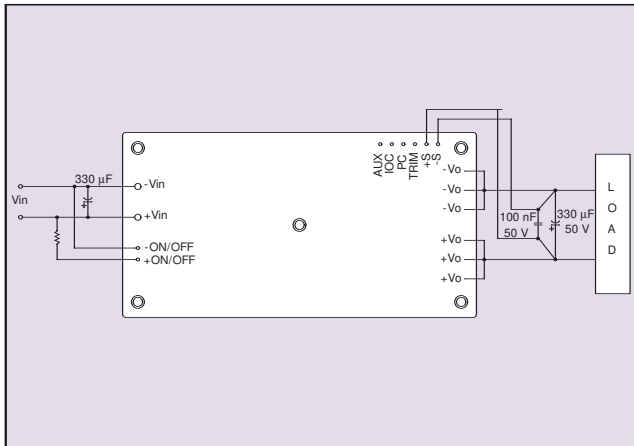 330 µF
Vin
-Vin
+Vin
-ON/OFF
+ON/OFF
AUX
IOC
PC
TRIM
+S
-S
-Vo
-Vo
-Vo
+Vo
+Vo
+Vo
100 nF
50 V
+
330 µF
50 V
+
LOAD